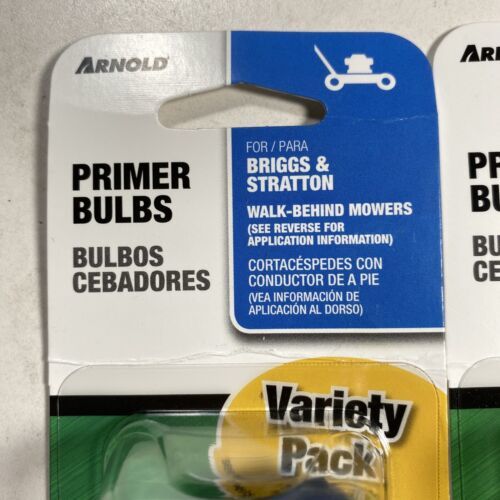 ARNOLD
PRIMER
BULBS
BULBOS
CEBADORES
FOR / PARA
BRIGGS &
STRATTON
WALK-BEHIND MOWERS
(SEE REVERSE FOR
APPLICATION INFORMATION)
CORTACÉSPEDES CON
CONDUCTOR DE A PIE
(VEA INFORMACIÓN DE
APLICACIÓN AL DORSO)
Variety
Pack